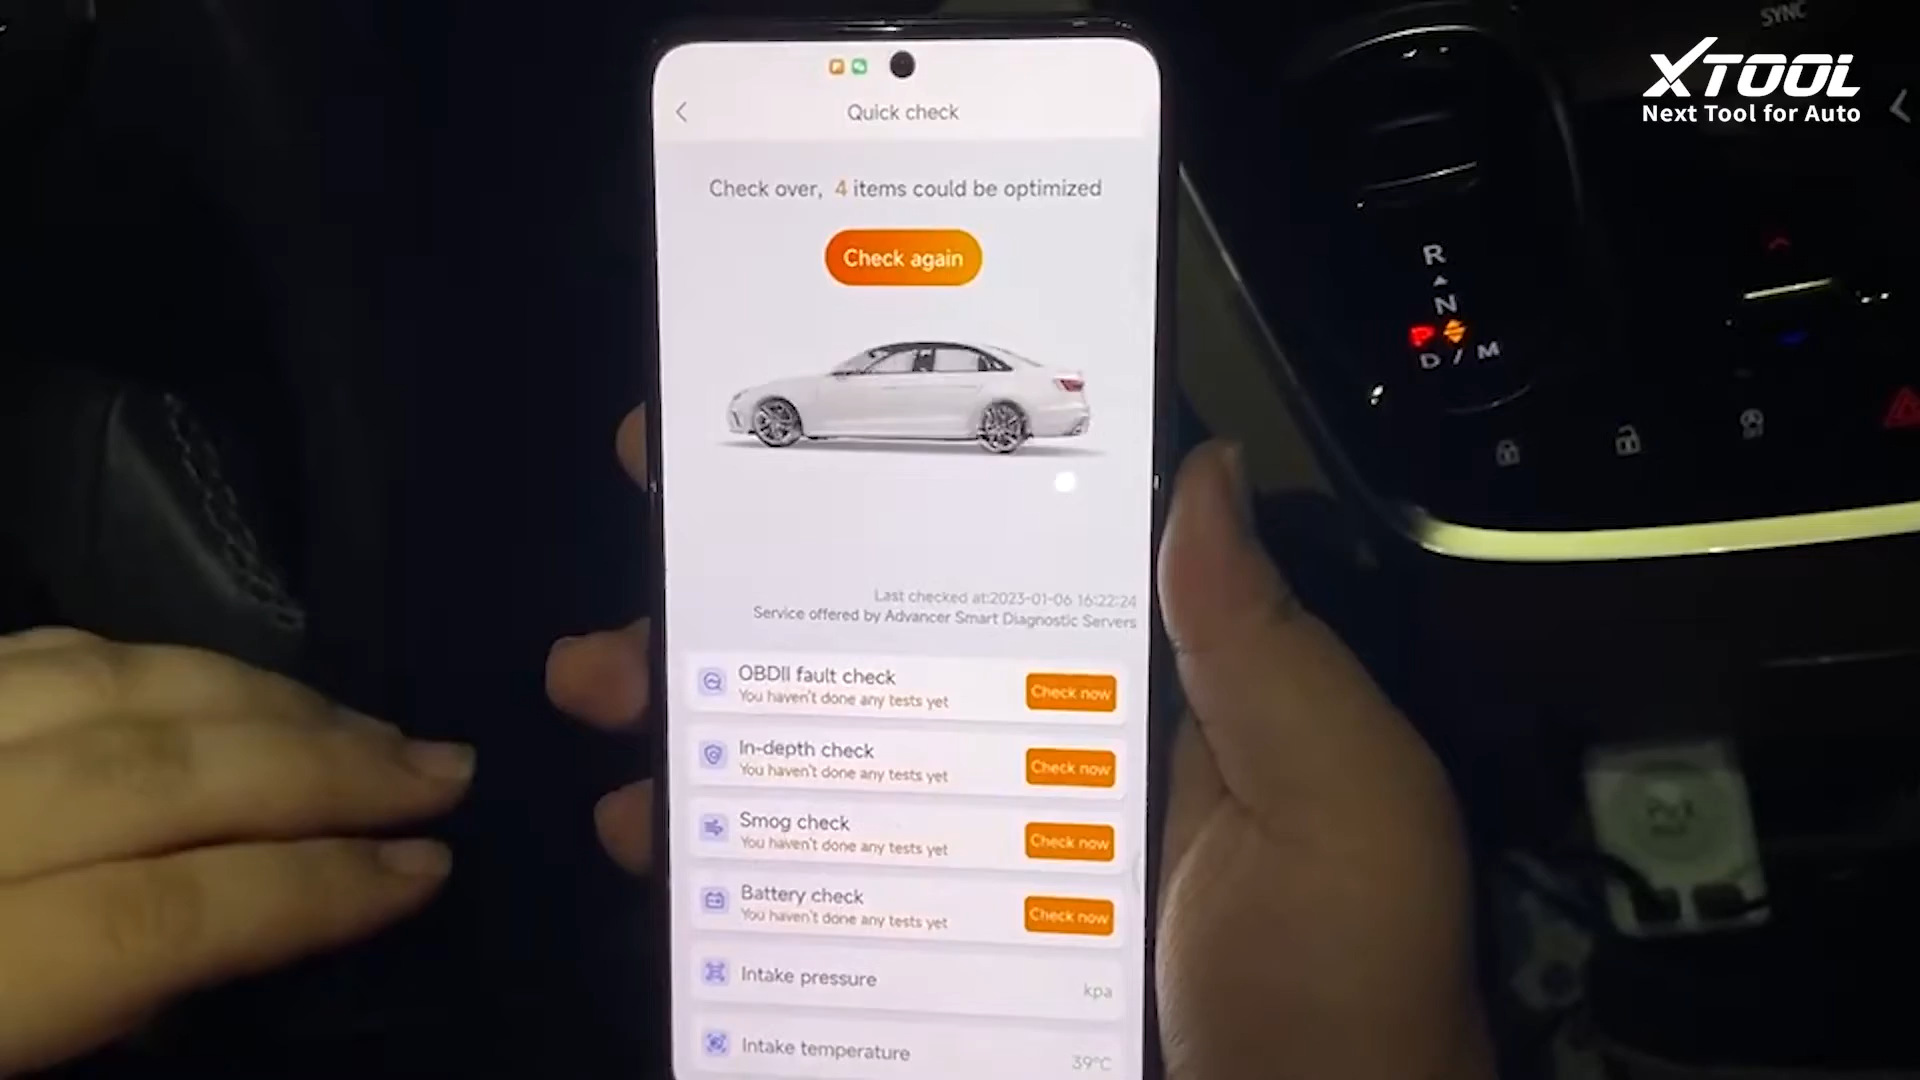 SYNC
XTOOL
Next Tool for Auto
Quick check
Check over, 4 items could be optimized
Check again
R
N
P
D / M
Last checked at:2023-01-06 16:22:24
Service offered by Advancer Smart Diagnostic Servers
OBDII fault check
You haven't done any tests yet
Check now
In-depth check
You haven't done any tests yet
Check now
Smog check
You haven't done any tests yet
Check now
Battery check
You haven't done any tests yet
Check now
Intake pressure
kpa
Intake temperature
39°C